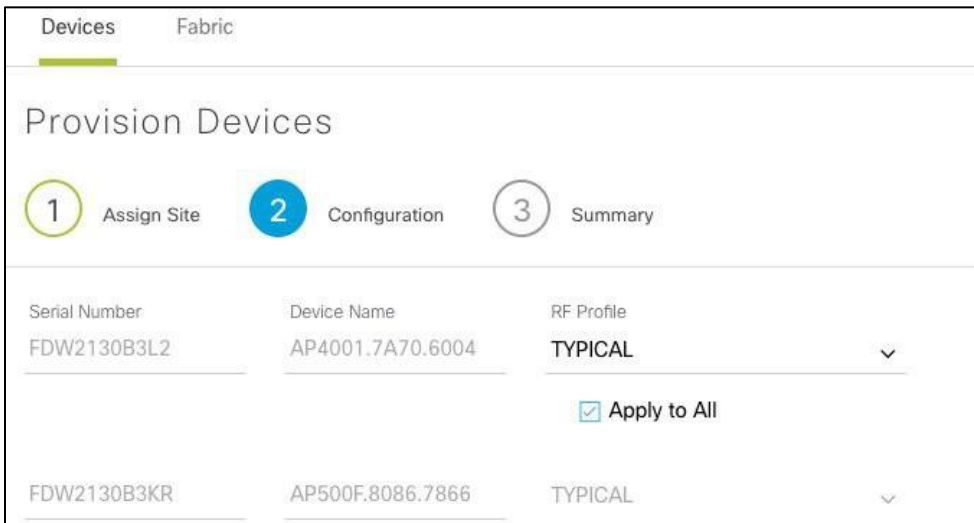 Devices Fabric
Provision Devices
1 Assign Site 2 Configuration 3 Summary
Serial Number Device Name RF Profile
FDW2130B3L2 AP4001.7A70.6004 TYPICAL
Apply to All
FDW2130B3KR AP500F.8086.7866 TYPICAL